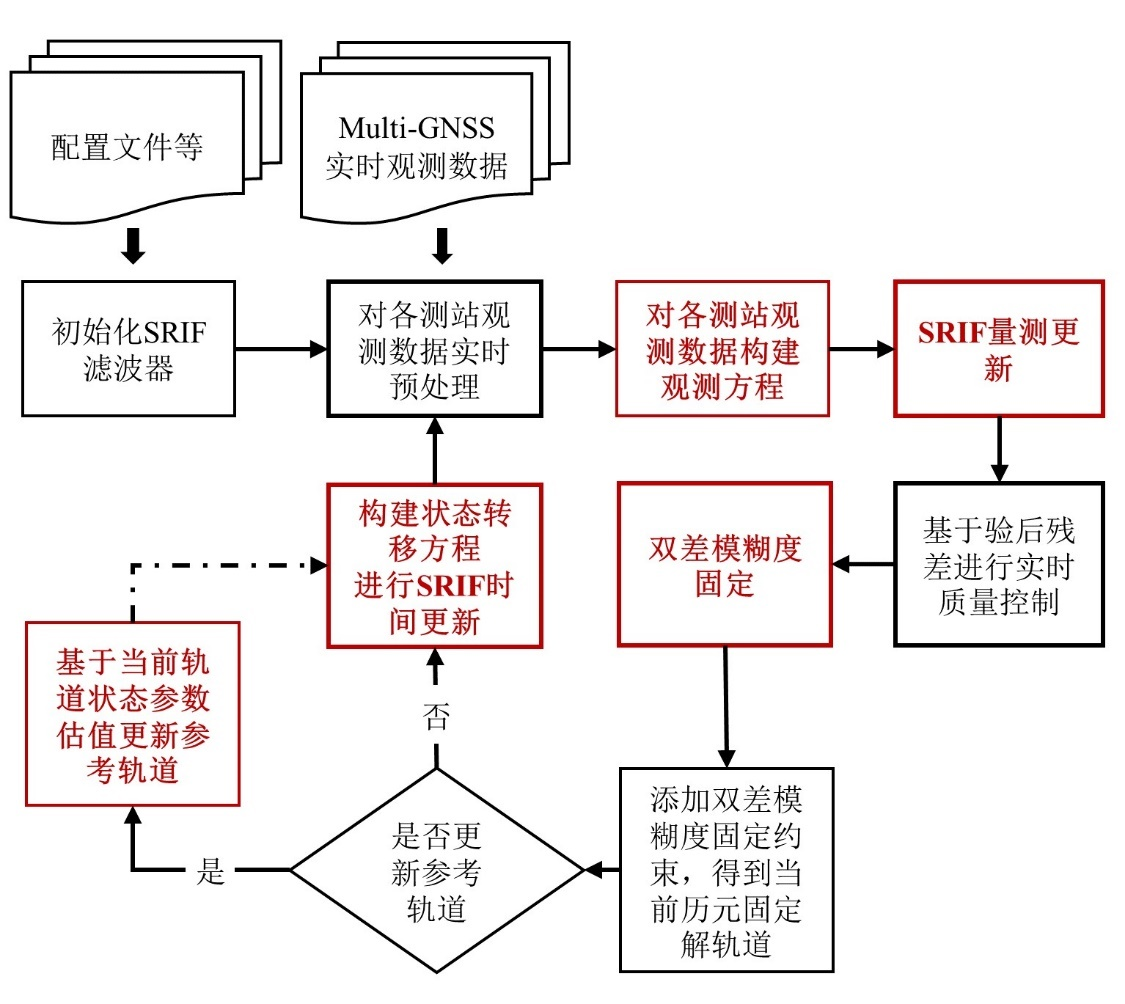 配置文件等
Multi-GNSS
实时观测数据
初始化SRIF
滤波器
对各测站观
测数据实时
预处理
对各测站观
测数据构建
观测方程
SRIF量测更
新
构建状态转
移方程
进行SRIF时
间更新
双差模糊度
固定
基于验后残
差进行实时
质量控制
基于当前轨
道状态参数
估值更新参
考轨道
否
是
是否更
新参考
轨道
添加双差模
糊度固定约
束，得到当
前历元固定
解轨道